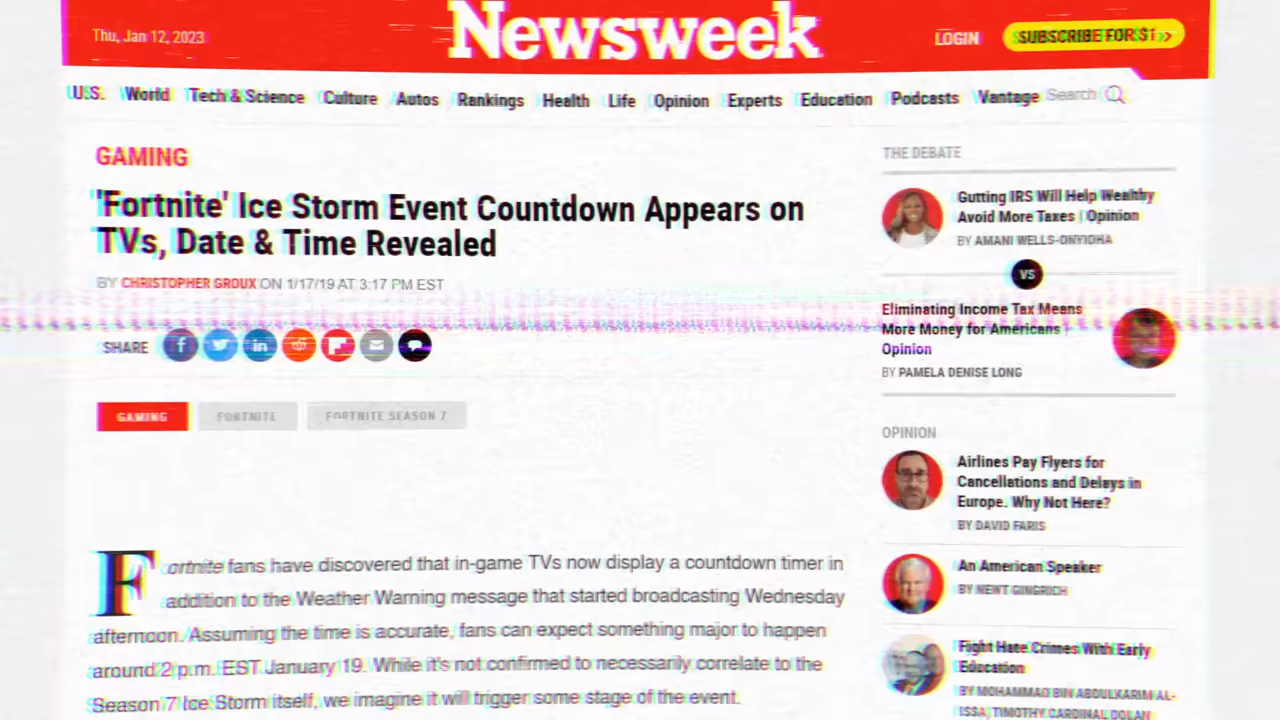 Newsweek
Thu, Jan 12, 2023
LOGIN
SUBSCRIBE FOR $1 >
U.S. World Tech & Science Culture Autos Rankings Health Life Opinion Experts Education Podcasts Vantage Search
GAMING
'Fortnite' Ice Storm Event Countdown Appears on
TVs, Date & Time Revealed
BY CHRISTOPHER GROUX ON 1/17/19 AT 3:17 PM EST
SHARE
GAMING FORTNITE FORTNITE SEASON 7
Fortnite fans have discovered that in-game TVs now display a countdown timer in
addition to the Weather Warning message that started broadcasting Wednesday
afternoon. Assuming the time is accurate, fans can expect something major to happen
around 2 p.m. EST January 19. While it's not confirmed to necessarily correlate to the
Season 7 Ice Storm itself, we imagine it will trigger some stage of the event.
THE DEBATE
Gutting IRS Will Help Wealthy
Avoid More Taxes | Opinion
BY AMANI WELLS-ONYIOHA
VS
Eliminating Income Tax Means
More Money for Americans |
Opinion
BY PAMELA DENISE LONG
OPINION
Airlines Pay Flyers for
Cancellations and Delays in
Europe. Why Not Here?
BY DAVID FARIS
An American Speaker
BY NEWT GINGRICH
Fight Hate Crimes With Early
Education
BY MOHAMMAD BIN ABDULKARIM AL-
ISSA, TIMOTHY CARDINAL DOLAN